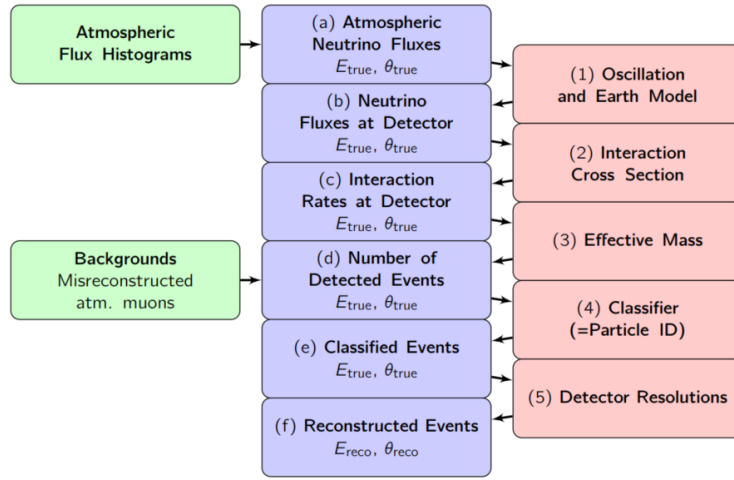 Atmospheric
Flux Histograms
(a) Atmospheric
Neutrino Fluxes
E_true, θ_true
(1) Oscillation
and Earth Model
(b) Neutrino
Fluxes at Detector
E_true, θ_true
(2) Interaction
Cross Section
(c) Interaction
Rates at Detector
E_true, θ_true
(3) Effective Mass
Backgrounds
Misreconstructed
atm. muons
(d) Number of
Detected Events
E_true, θ_true
(4) Classifier
(=Particle ID)
(e) Classified Events
E_true, θ_true
(5) Detector Resolutions
(f) Reconstructed Events
E_reco, θ_reco